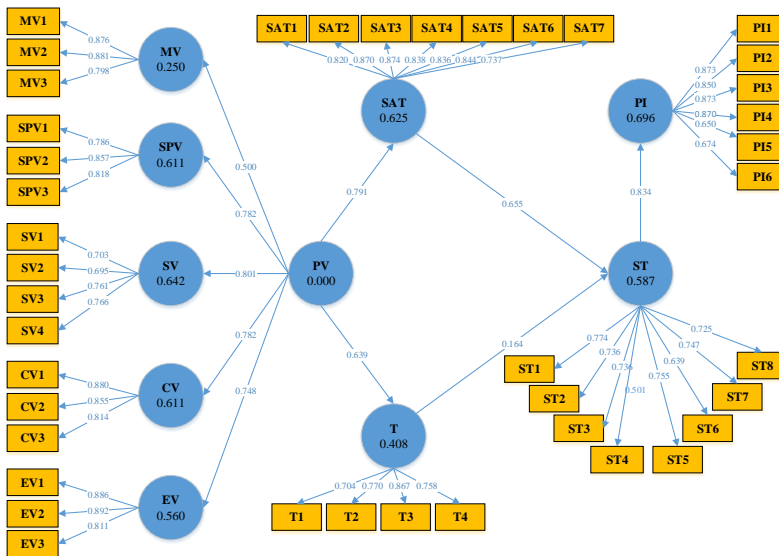 MV1
MV2
MV3
0.876
0.881
0.798
MV
0.250
SPV1
SPV2
SPV3
0.786
0.857
0.818
SPV
0.611
SV1
SV2
SV3
SV4
0.703
0.695
0.761
0.766
SV
0.642
CV1
CV2
CV3
0.880
0.855
0.814
CV
0.611
EV1
EV2
EV3
0.886
0.892
0.811
EV
0.560
0.500
0.782
0.801
0.782
0.748
PV
0.000
0.791
0.639
SAT1 SAT2 SAT3 SAT4 SAT5 SAT6 SAT7
0.820 0.870 0.874 0.838 0.836 0.844 0.737
SAT
0.625
T
0.408
0.704 0.770 0.867 0.758
T1 T2 T3 T4
0.655
0.164
PI
0.696
0.873
0.850
0.873
0.870
0.650
0.674
PI1
PI2
PI3
PI4
PI5
PI6
0.834
ST
0.587
0.774
0.736
0.736
0.501
0.755
0.639
0.747
0.725
ST1
ST2
ST3
ST4
ST5
ST6
ST7
ST8